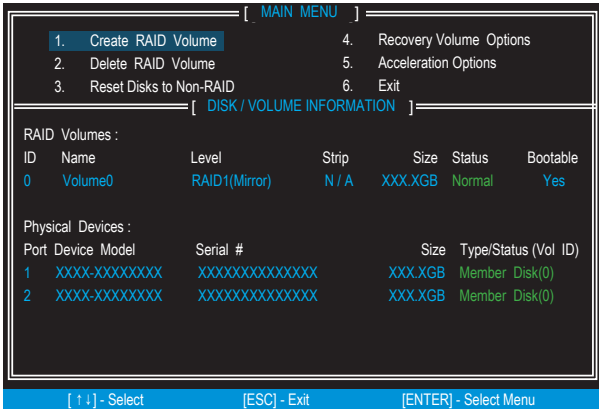 [ MAIN MENU ]
1. Create RAID Volume 4. Recovery Volume Options
2. Delete RAID Volume 5. Acceleration Options
3. Reset Disks to Non-RAID 6. Exit
[ DISK / VOLUME INFORMATION ]
RAID Volumes :
ID Name Level Strip Size Status Bootable
0 Volume0 RAID1(Mirror) N / A XXX.XGB Normal Yes
Physical Devices :
Port Device Model Serial # Size Type/Status (Vol ID)
1 XXXX-XXXXXXXX XXXXXXXXXXXXXX XXX.XGB Member Disk(0)
2 XXXX-XXXXXXXX XXXXXXXXXXXXXX XXX.XGB Member Disk(0)
[ ↑↓] - Select [ESC] - Exit [ENTER] - Select Menu